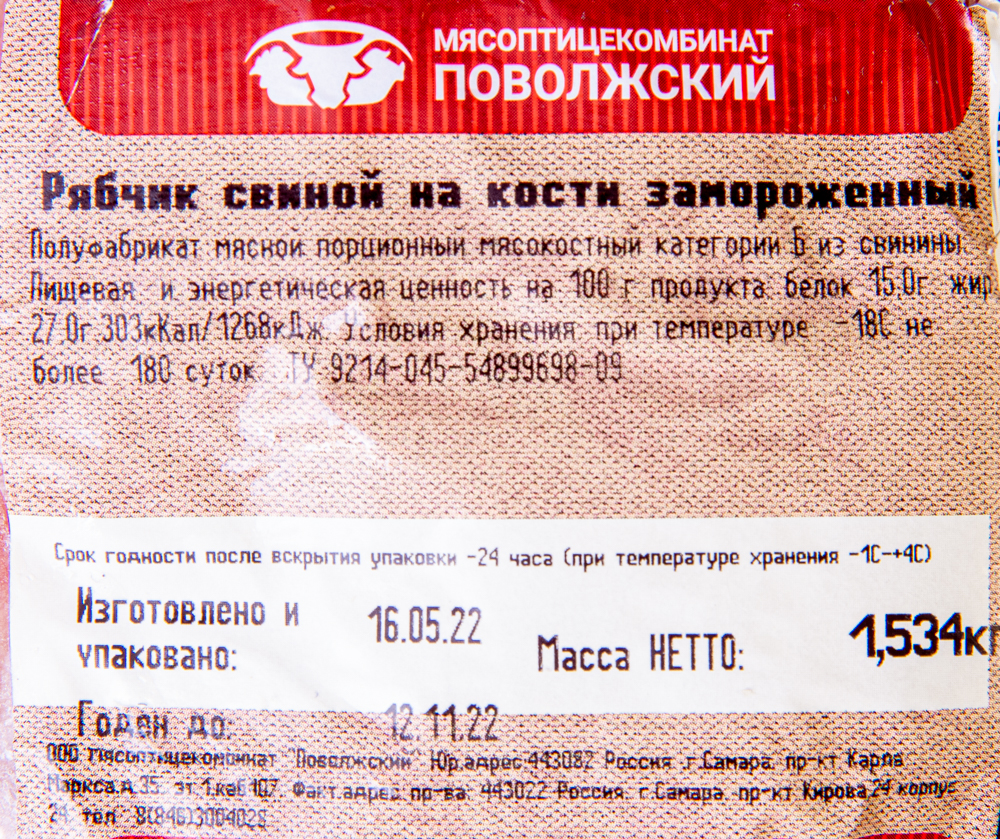 МЯСОПТИЦЕКОМБИНАТ
ПОВОЛЖСКИЙ
Рябчик свиной на кости замороженный
Полуфабрикат мясной порционный мясокостный категории Б из свинины.
Пищевая и энергетическая ценность на 100 г продукта: белок 15,0г жир
27,0г.303кКал/1268кДж. Условия хранения: при температуре -18С не
более 180 суток. ТУ 9214-045-54899698-09
Срок годности после вскрытия упаковки -24 часа (при температуре хранения -1С-+4С)
Изготовлено и
упаковано:
16.05.22
Масса НЕТТО:
1,534кг
Годен до:
12.11.22
ООО Мясоптицекомбинат "Поволжский" Юр.адрес:443082 Россия г.Самара, пр-кт Карла
Маркса,д.35, эт 1,каб 107. Факт.адрес пр-ва: 443022 Россия, г.Самара, пр-кт Кирова,24 корпус
24, тел. 8(846)3004028